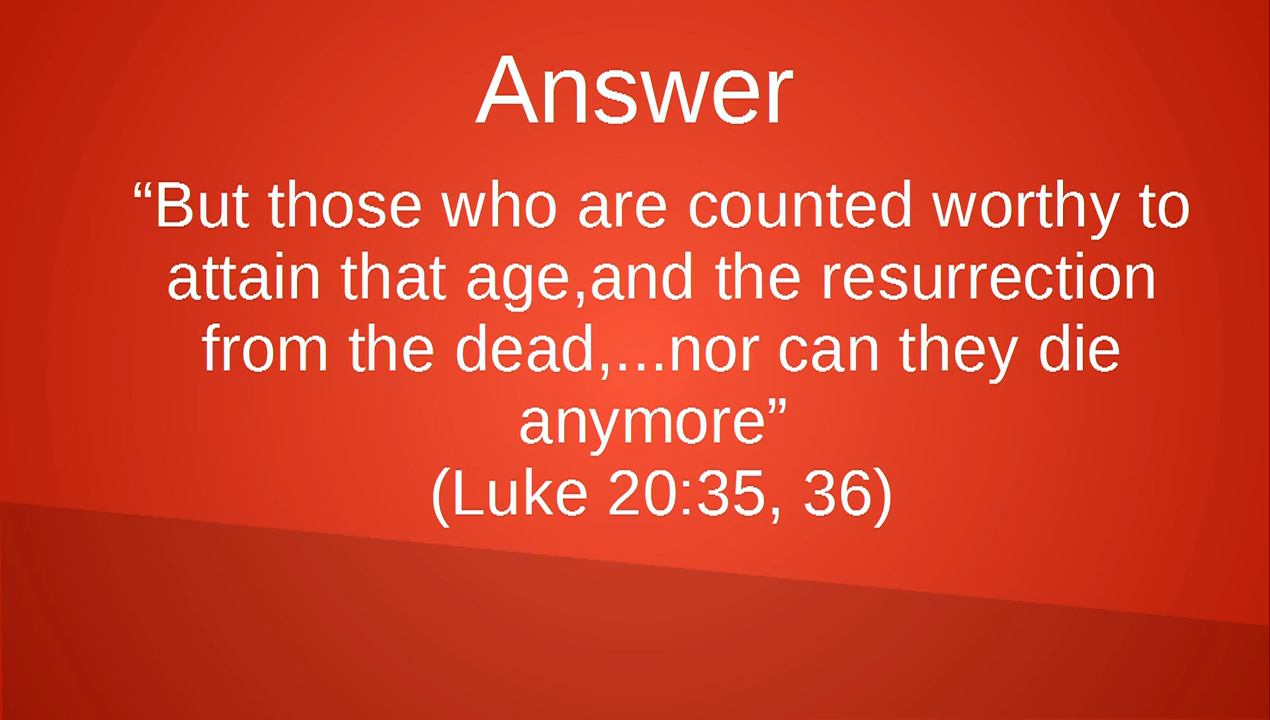 Answer
“But those who are counted worthy to
attain that age,and the resurrection
from the dead,...nor can they die
anymore”
(Luke 20:35, 36)